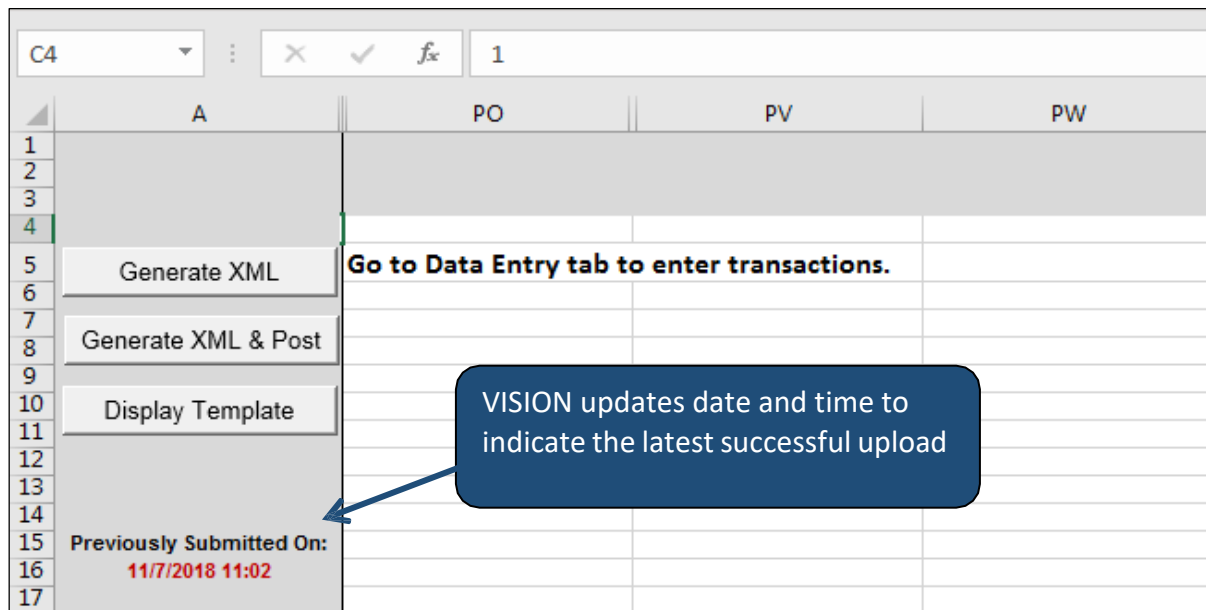 C4 fx 1
A PO PV PW
1
2
3
4
5 Generate XML Go to Data Entry tab to enter transactions.
6
7
8 Generate XML & Post
9
10 Display Template VISION updates date and time to
11 indicate the latest successful upload
12
13
14
15 Previously Submitted On:
16 11/7/2018 11:02
17